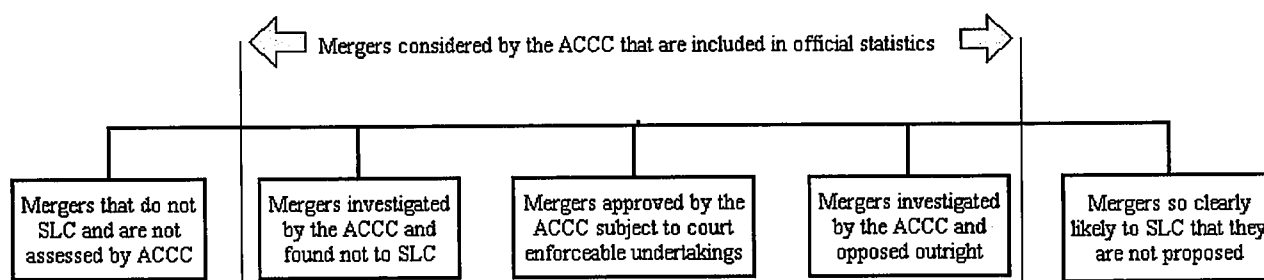 Mergers considered by the ACCC that are included in official statistics
Mergers that do not
SLC and are not
assessed by ACCC
Mergers investigated
by the ACCC and
found not to SLC
Mergers approved by the
ACCC subject to court
enforceable undertakings
Mergers investigated
by the ACCC and
opposed outright
Mergers so clearly
likely to SLC that they
are not proposed